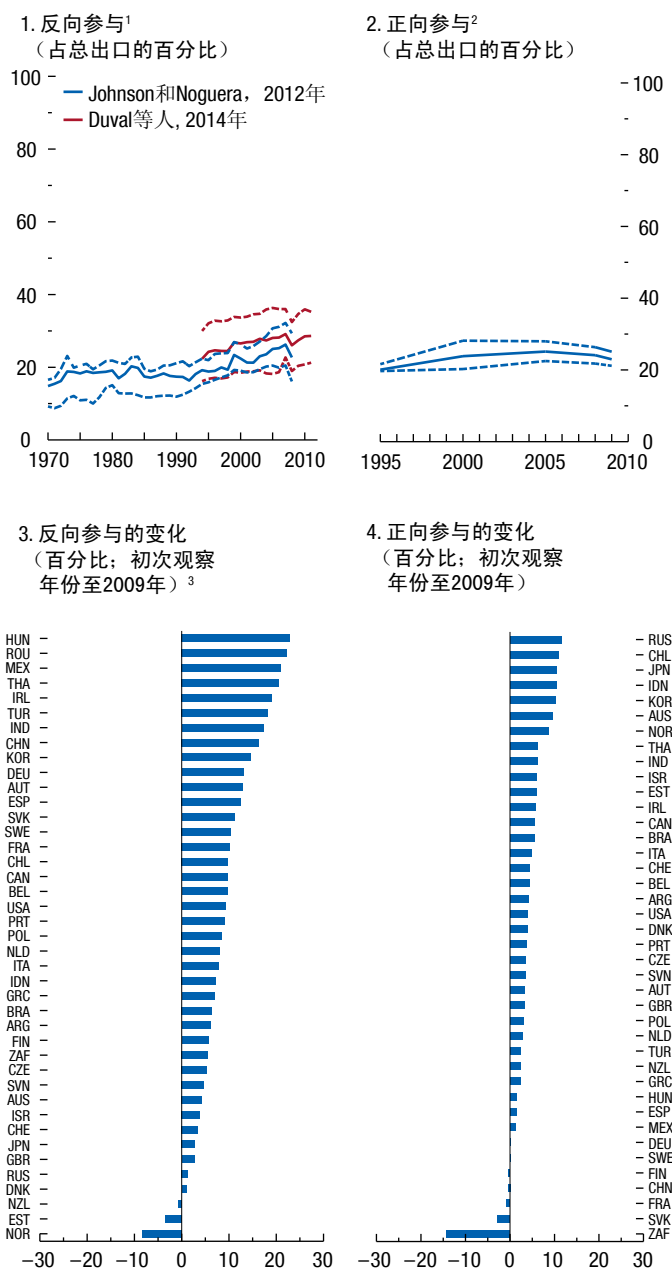 1. 反向参与¹
（占总出口的百分比）
100
80
60
40
20
0
1970
1980
1990
2000
2010
Johnson和Noguera，2012年
Duval等人, 2014年
2. 正向参与²
（占总出口的百分比）
100
80
60
40
20
0
1995
2000
2005
2010
3. 反向参与的变化
（百分比；初次观察
年份至2009年）³
HUN
ROU
MEX
THA
IRL
TUR
IND
CHN
KOR
DEU
AUT
ESP
SVK
SWE
FRA
CHL
CAN
BEL
USA
PRT
POL
NLD
ITA
IDN
GRC
BRA
ARG
FIN
ZAF
CZE
SVN
AUS
ISR
CHE
JPN
GBR
RUS
DNK
NZL
EST
NOR
−30
−20
−10
0
10
20
30
4. 正向参与的变化
（百分比；初次观察
年份至2009年）
RUS
CHL
JPN
IDN
KOR
AUS
NOR
THA
IND
ISR
EST
IRL
CAN
BRA
ITA
CHE
BEL
ARG
USA
DNK
PRT
CZE
SVN
AUT
GBR
POL
NLD
TUR
NZL
GRC
HUN
ESP
MEX
DEU
SWE
FIN
CHN
FRA
SVK
ZAF
−30
−20
−10
0
10
20
30